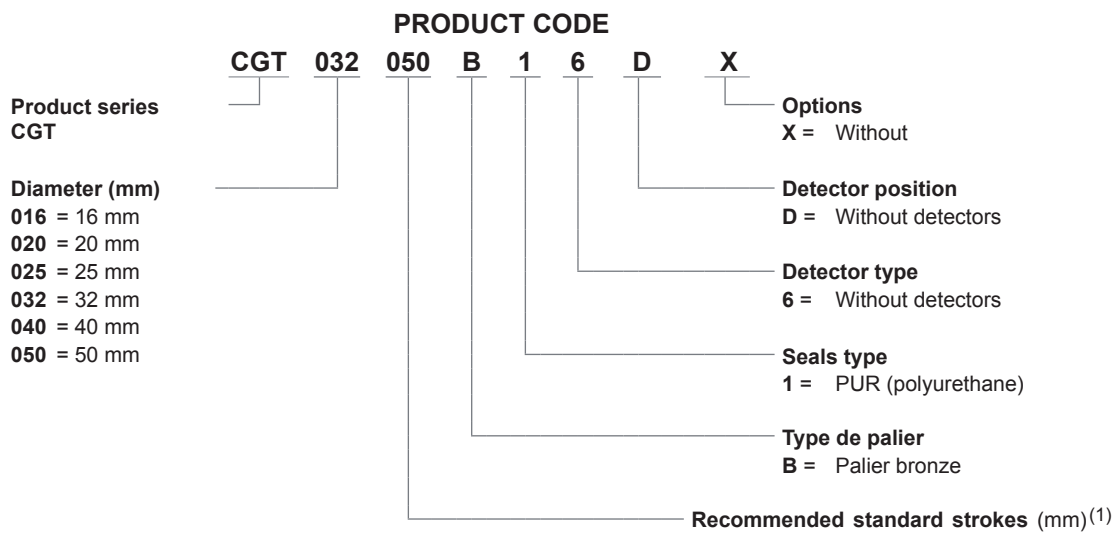 PRODUCT CODE
CGT 032 050 B 1 6 D X
Product series
CGT
Diameter (mm)
016 = 16 mm
020 = 20 mm
025 = 25 mm
032 = 32 mm
040 = 40 mm
050 = 50 mm
Options
X = Without
Detector position
D = Without detectors
Detector type
6 = Without detectors
Seals type
1 = PUR (polyurethane)
Type de palier
B = Palier bronze
Recommended standard strokes (mm)(1)